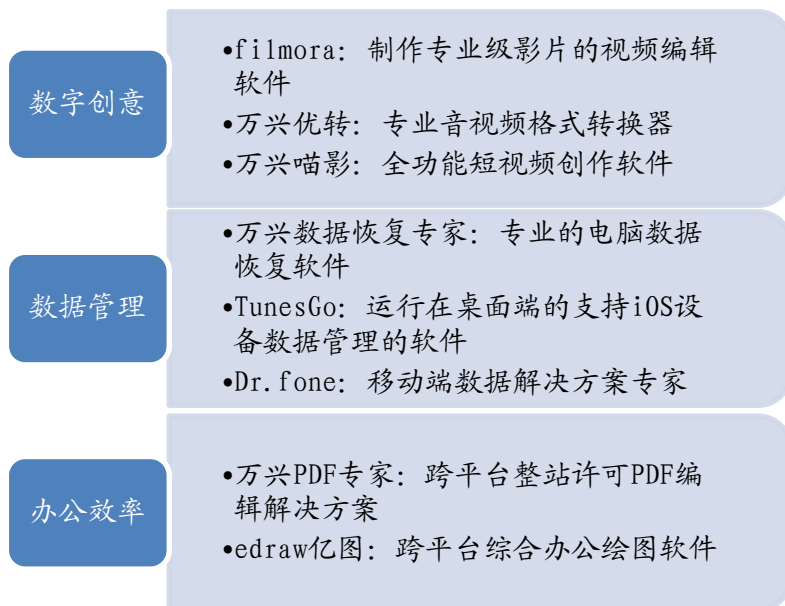 数字创意
•filmora：制作专业级影片的视频编辑
软件
•万兴优转：专业音视频格式转换器
•万兴喵影：全功能短视频创作软件
数据管理
•万兴数据恢复专家：专业的电脑数据
恢复软件
•TunesGo：运行在桌面端的支持iOS设
备数据管理的软件
•Dr.fone：移动端数据解决方案专家
办公效率
•万兴PDF专家：跨平台整站许可PDF编
辑解决方案
•edraw亿图：跨平台综合办公绘图软件